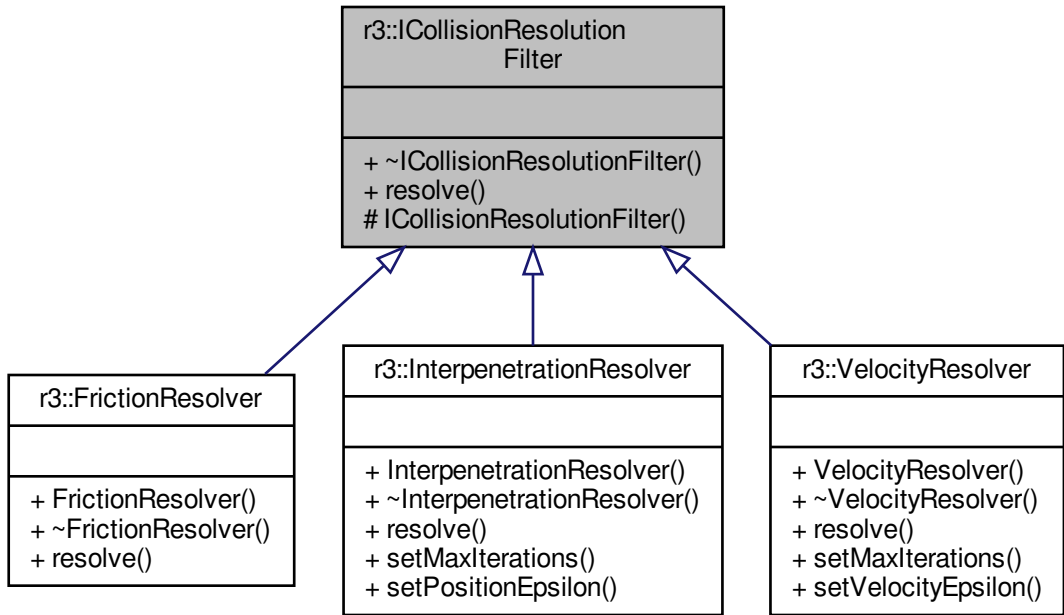 r3::ICollisionResolution
Filter
+ ~ICollisionResolutionFilter()
+ resolve()
# ICollisionResolutionFilter()
r3::FrictionResolver
+ FrictionResolver()
+ ~FrictionResolver()
+ resolve()
r3::InterpenetrationResolver
+ InterpenetrationResolver()
+ ~InterpenetrationResolver()
+ resolve()
+ setMaxIterations()
+ setPositionEpsilon()
r3::VelocityResolver
+ VelocityResolver()
+ ~VelocityResolver()
+ resolve()
+ setMaxIterations()
+ setVelocityEpsilon()